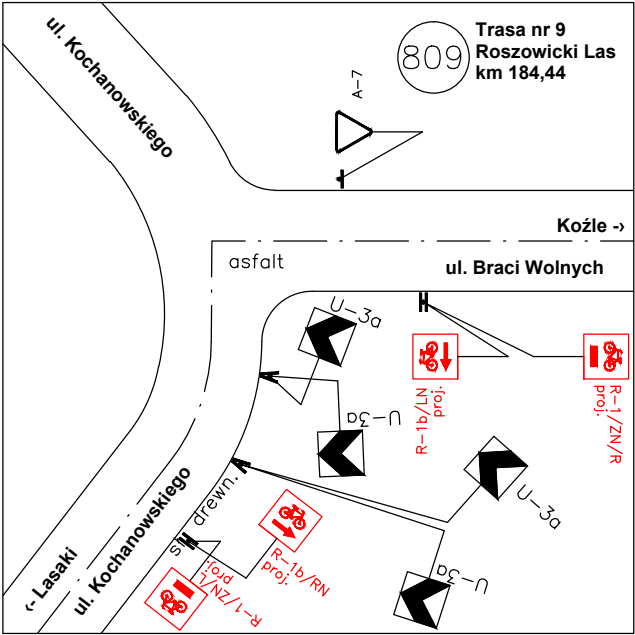 ul. Kochanowskiego
809
Trasa nr 9
Roszowicki Las
km 184,44
A-7
Koźle ->
asfalt
ul. Braci Wolnych
U-3a
R-1b/LN
proj.
R-1/ZN/R
proj.
U-3a
U-3a
<- Lasaki
ul. Kochanowskiego
sł. drewn.
R-1b/RN
proj.
R-1/ZN/L
proj.
U-3a